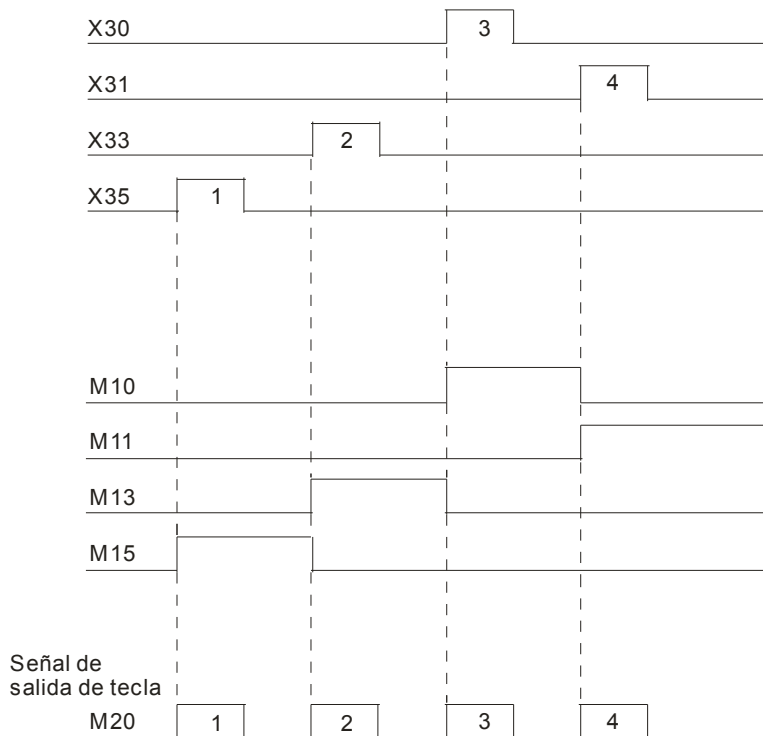 X30 3
X31 4
X33 2
X35 1
M10
M11
M13
M15
Señal de
salida de tecla
M20 1 2 3 4